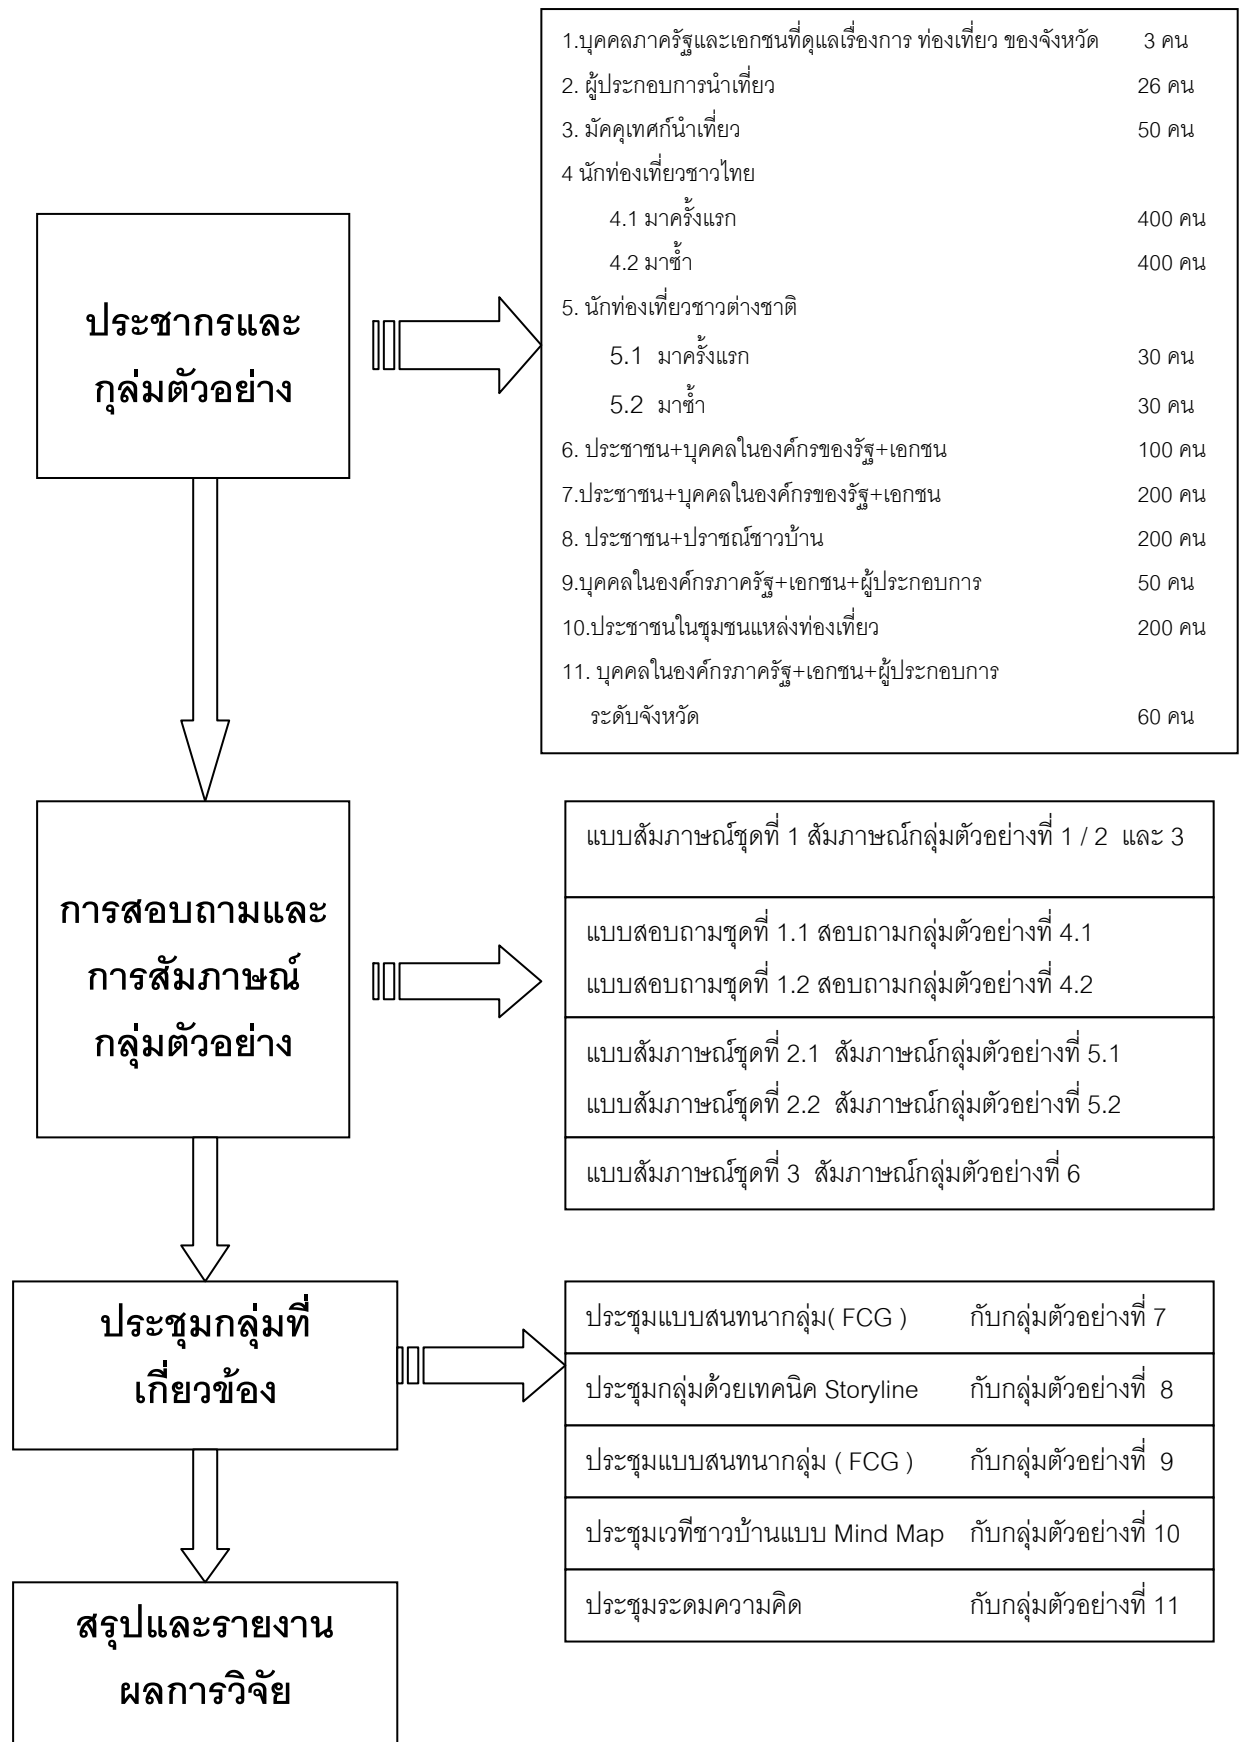 ประชากรและ
กุล่มตัวอย่าง
1.บุคคลภาครัฐและเอกชนที่ดุแลเรื่องการ ท่องเที่ยว ของจังหวัด 3 คน
2. ผู้ประกอบการนำเที่ยว 26 คน
3. มัคคุเทศก์นำเที่ยว 50 คน
4 นักท่องเที่ยวชาวไทย
4.1 มาครั้งแรก 400 คน
4.2 มาซ้ำ 400 คน
5. นักท่องเที่ยวชาวต่างชาติ
5.1 มาครั้งแรก 30 คน
5.2 มาซ้ำ 30 คน
6. ประชาชน+บุคคลในองค์กรของรัฐ+เอกชน 100 คน
7.ประชาชน+บุคคลในองค์กรของรัฐ+เอกชน 200 คน
8. ประชาชน+ปราชณ์ชาวบ้าน 200 คน
9.บุคคลในองค์กรภาครัฐ+เอกชน+ผู้ประกอบการ 50 คน
10.ประชาชนในชุมชนแหล่งท่องเที่ยว 200 คน
11. บุคคลในองค์กรภาครัฐ+เอกชน+ผู้ประกอบการ
ระดับจังหวัด 60 คน
การสอบถามและ
การสัมภาษณ์
กลุ่มตัวอย่าง
แบบสัมภาษณ์ชุดที่ 1 สัมภาษณ์กลุ่มตัวอย่างที่ 1 / 2 และ 3
แบบสอบถามชุดที่ 1.1 สอบถามกลุ่มตัวอย่างที่ 4.1
แบบสอบถามชุดที่ 1.2 สอบถามกลุ่มตัวอย่างที่ 4.2
แบบสัมภาษณ์ชุดที่ 2.1 สัมภาษณ์กลุ่มตัวอย่างที่ 5.1
แบบสัมภาษณ์ชุดที่ 2.2 สัมภาษณ์กลุ่มตัวอย่างที่ 5.2
แบบสัมภาษณ์ชุดที่ 3 สัมภาษณ์กลุ่มตัวอย่างที่ 6
ประชุมกลุ่มที่
เกี่ยวข้อง
ประชุมแบบสนทนากลุ่ม( FCG ) กับกลุ่มตัวอย่างที่ 7
ประชุมกลุ่มด้วยเทคนิค Storyline กับกลุ่มตัวอย่างที่ 8
ประชุมแบบสนทนากลุ่ม ( FCG ) กับกลุ่มตัวอย่างที่ 9
ประชุมเวทีชาวบ้านแบบ Mind Map กับกลุ่มตัวอย่างที่ 10
ประชุมระดมความคิด กับกลุ่มตัวอย่างที่ 11
สรุปและรายงาน
ผลการวิจัย